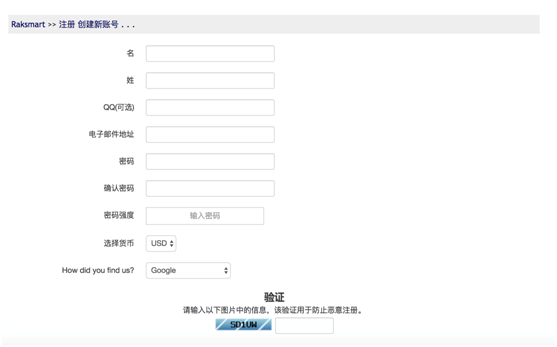 Raksmart >> 注册 创建新账号 . . .
名
姓
QQ(可选)
电子邮件地址
密码
确认密码
密码强度 输入密码
选择货币 USD
How did you find us? Google
验证
请输入以下图片中的信息，该验证用于防止恶意注册。
SD1UW